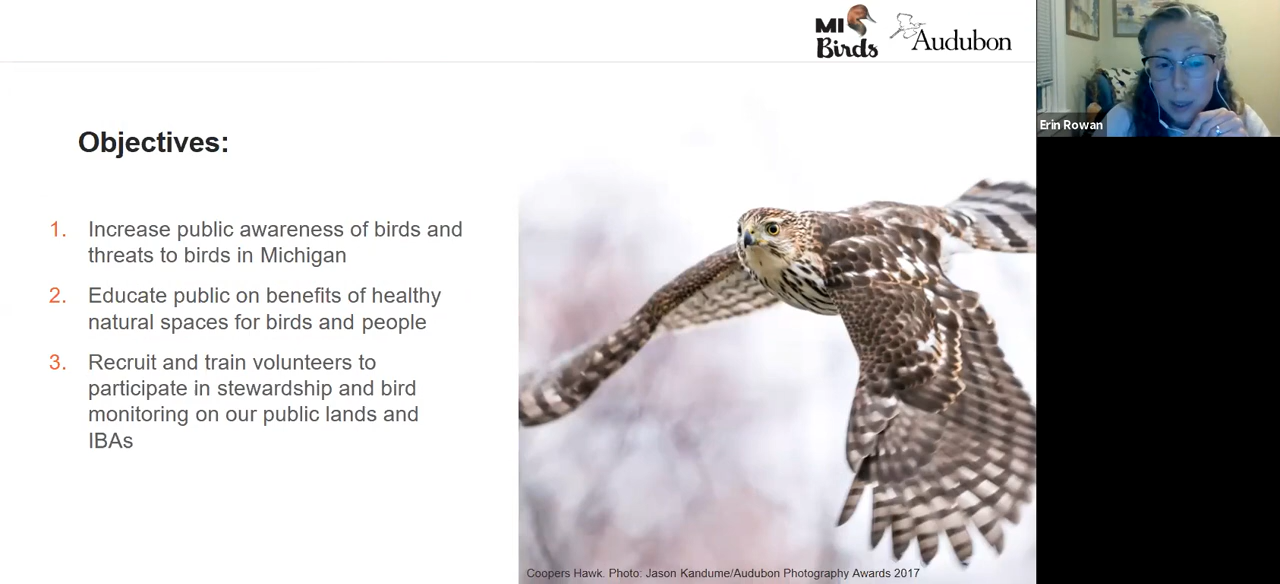 MI
Birds
Audubon
Erin Rowan
Objectives:
1. Increase public awareness of birds and
threats to birds in Michigan
2. Educate public on benefits of healthy
natural spaces for birds and people
3. Recruit and train volunteers to
participate in stewardship and bird
monitoring on our public lands and
IBAs
Coopers Hawk. Photo: Jason Kandume/Audubon Photography Awards 2017